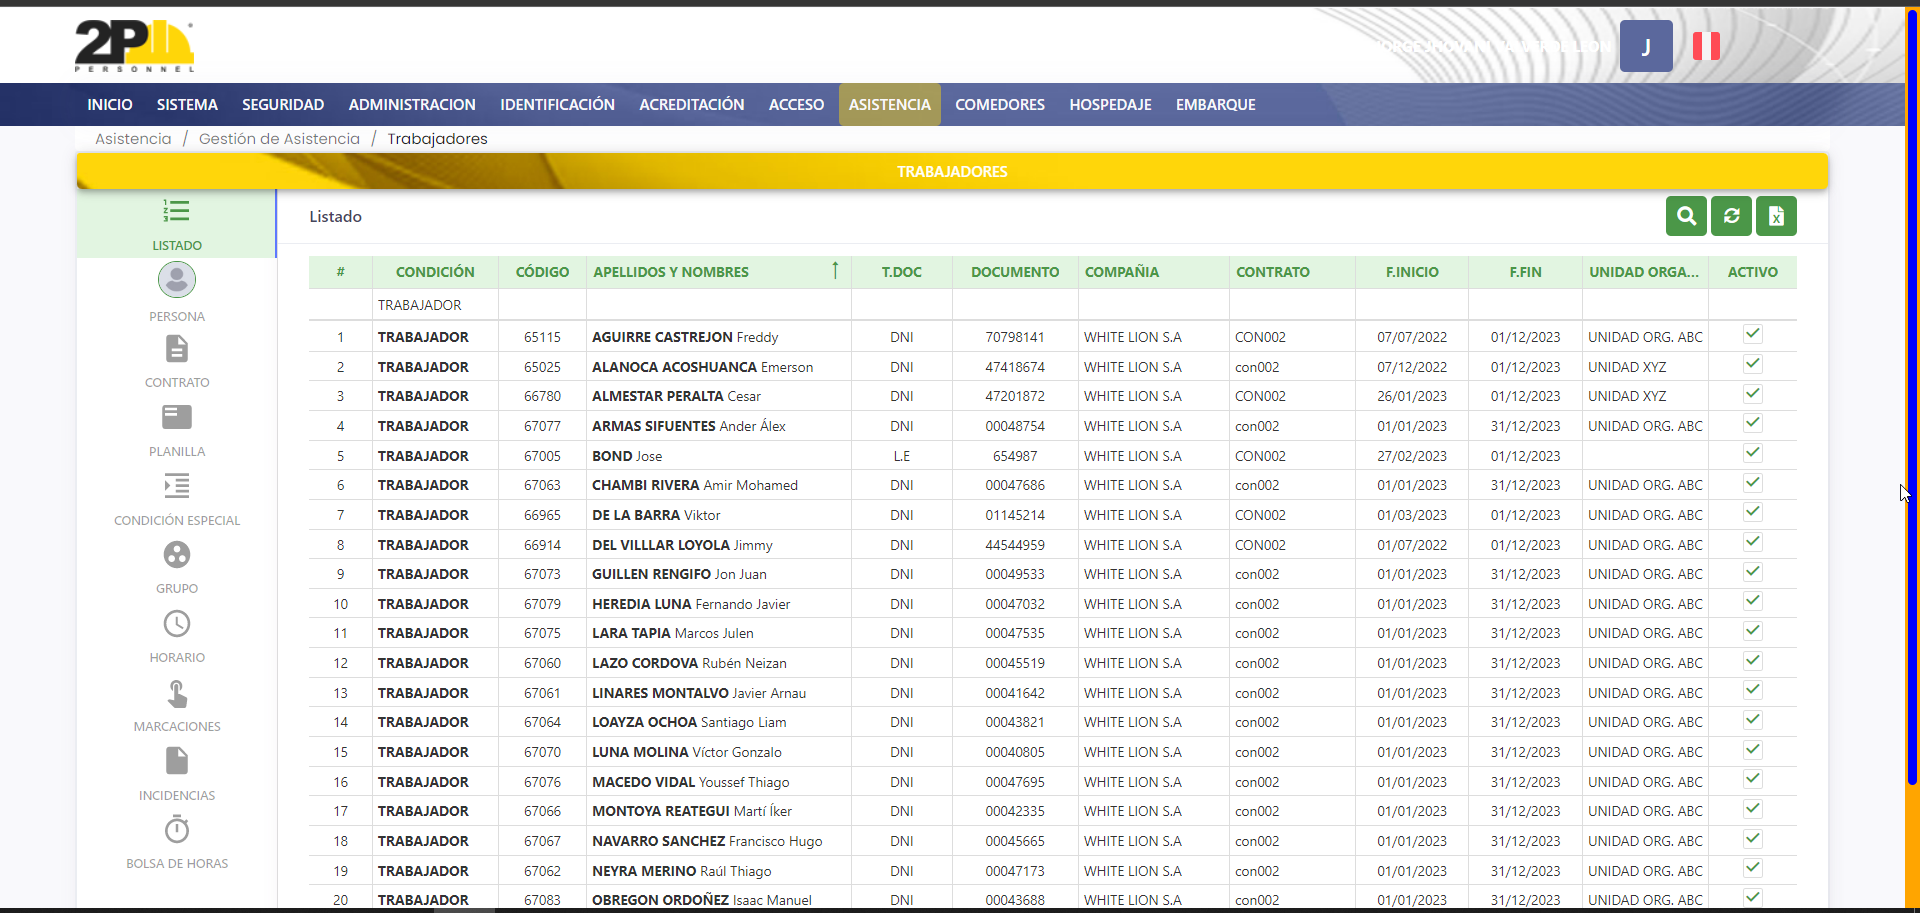 2P
PERSONNEL
J
INICIO SISTEMA SEGURIDAD ADMINISTRACION IDENTIFICACIÓN ACREDITACIÓN ACCESO ASISTENCIA COMEDORES HOSPEDAJE EMBARQUE
Asistencia / Gestión de Asistencia / Trabajadores
TRABAJADORES
LISTADO
PERSONA
CONTRATO
PLANILLA
CONDICIÓN ESPECIAL
GRUPO
HORARIO
MARCACIONES
INCIDENCIAS
BOLSA DE HORAS
Listado
# CONDICIÓN CÓDIGO APELLIDOS Y NOMBRES T.DOC DOCUMENTO COMPAÑIA CONTRATO F.INICIO F.FIN UNIDAD ORGA... ACTIVO
TRABAJADOR
1 TRABAJADOR 65115 AGUIRRE CASTREJON Freddy DNI 70798141 WHITE LION S.A CON002 07/07/2022 01/12/2023 UNIDAD ORG. ABC
2 TRABAJADOR 65025 ALANOCA ACOSHUANCA Emerson DNI 47418674 WHITE LION S.A con002 07/12/2022 01/12/2023 UNIDAD XYZ
3 TRABAJADOR 66780 ALMESTAR PERALTA Cesar DNI 47201872 WHITE LION S.A CON002 26/01/2023 01/12/2023 UNIDAD XYZ
4 TRABAJADOR 67077 ARMAS SIFUENTES Ander Álex DNI 00048754 WHITE LION S.A con002 01/01/2023 31/12/2023 UNIDAD ORG. ABC
5 TRABAJADOR 67005 BOND Jose L.E 654987 WHITE LION S.A CON002 27/02/2023 01/12/2023
6 TRABAJADOR 67063 CHAMBI RIVERA Amir Mohamed DNI 00047686 WHITE LION S.A con002 01/01/2023 31/12/2023 UNIDAD ORG. ABC
7 TRABAJADOR 66965 DE LA BARRA Viktor DNI 01145214 WHITE LION S.A CON002 01/03/2023 01/12/2023 UNIDAD ORG. ABC
8 TRABAJADOR 66914 DEL VILLLAR LOYOLA Jimmy DNI 44544959 WHITE LION S.A CON002 01/07/2022 01/12/2023 UNIDAD ORG. ABC
9 TRABAJADOR 67073 GUILLEN RENGIFO Jon Juan DNI 00049533 WHITE LION S.A con002 01/01/2023 31/12/2023 UNIDAD ORG. ABC
10 TRABAJADOR 67079 HEREDIA LUNA Fernando Javier DNI 00047032 WHITE LION S.A con002 01/01/2023 31/12/2023 UNIDAD ORG. ABC
11 TRABAJADOR 67075 LARA TAPIA Marcos Julen DNI 00047535 WHITE LION S.A con002 01/01/2023 31/12/2023 UNIDAD ORG. ABC
12 TRABAJADOR 67060 LAZO CORDOVA Rubén Neizan DNI 00045519 WHITE LION S.A con002 01/01/2023 31/12/2023 UNIDAD ORG. ABC
13 TRABAJADOR 67061 LINARES MONTALVO Javier Arnau DNI 00041642 WHITE LION S.A con002 01/01/2023 31/12/2023 UNIDAD ORG. ABC
14 TRABAJADOR 67064 LOAYZA OCHOA Santiago Liam DNI 00043821 WHITE LION S.A con002 01/01/2023 31/12/2023 UNIDAD ORG. ABC
15 TRABAJADOR 67070 LUNA MOLINA Víctor Gonzalo DNI 00040805 WHITE LION S.A con002 01/01/2023 31/12/2023 UNIDAD ORG. ABC
16 TRABAJADOR 67076 MACEDO VIDAL Youssef Thiago DNI 00047695 WHITE LION S.A con002 01/01/2023 31/12/2023 UNIDAD ORG. ABC
17 TRABAJADOR 67066 MONTOYA REATEGUI Martí Íker DNI 00042335 WHITE LION S.A con002 01/01/2023 31/12/2023 UNIDAD ORG. ABC
18 TRABAJADOR 67067 NAVARRO SANCHEZ Francisco Hugo DNI 00045665 WHITE LION S.A con002 01/01/2023 31/12/2023 UNIDAD ORG. ABC
19 TRABAJADOR 67062 NEYRA MERINO Raúl Thiago DNI 00047173 WHITE LION S.A con002 01/01/2023 31/12/2023 UNIDAD ORG. ABC
20 TRABAJADOR 67083 OBREGON ORDOÑEZ Isaac Manuel DNI 00043688 WHITE LION S.A con002 01/01/2023 31/12/2023 UNIDAD ORG. ABC